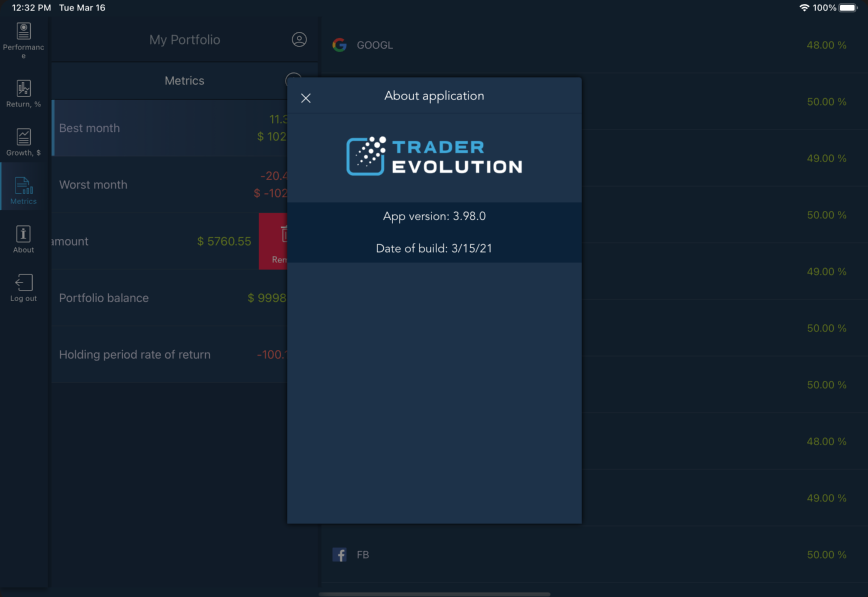 12:32 PM Tue Mar 16
100%
Performanc
e
Return, %
Growth, $
Metrics
About
Log out
My Portfolio
Metrics
Best month
11.3
$ 102
Worst month
-20.4
$ -102
amount
$ 5760.55
Portfolio balance
$ 9998
Holding period rate of return
-100.
About application
TRADER
EVOLUTION
App version: 3.98.0
Date of build: 3/15/21
GOOGL
48.00 %
50.00 %
49.00 %
50.00 %
49.00 %
50.00 %
50.00 %
48.00 %
49.00 %
FB
50.00 %